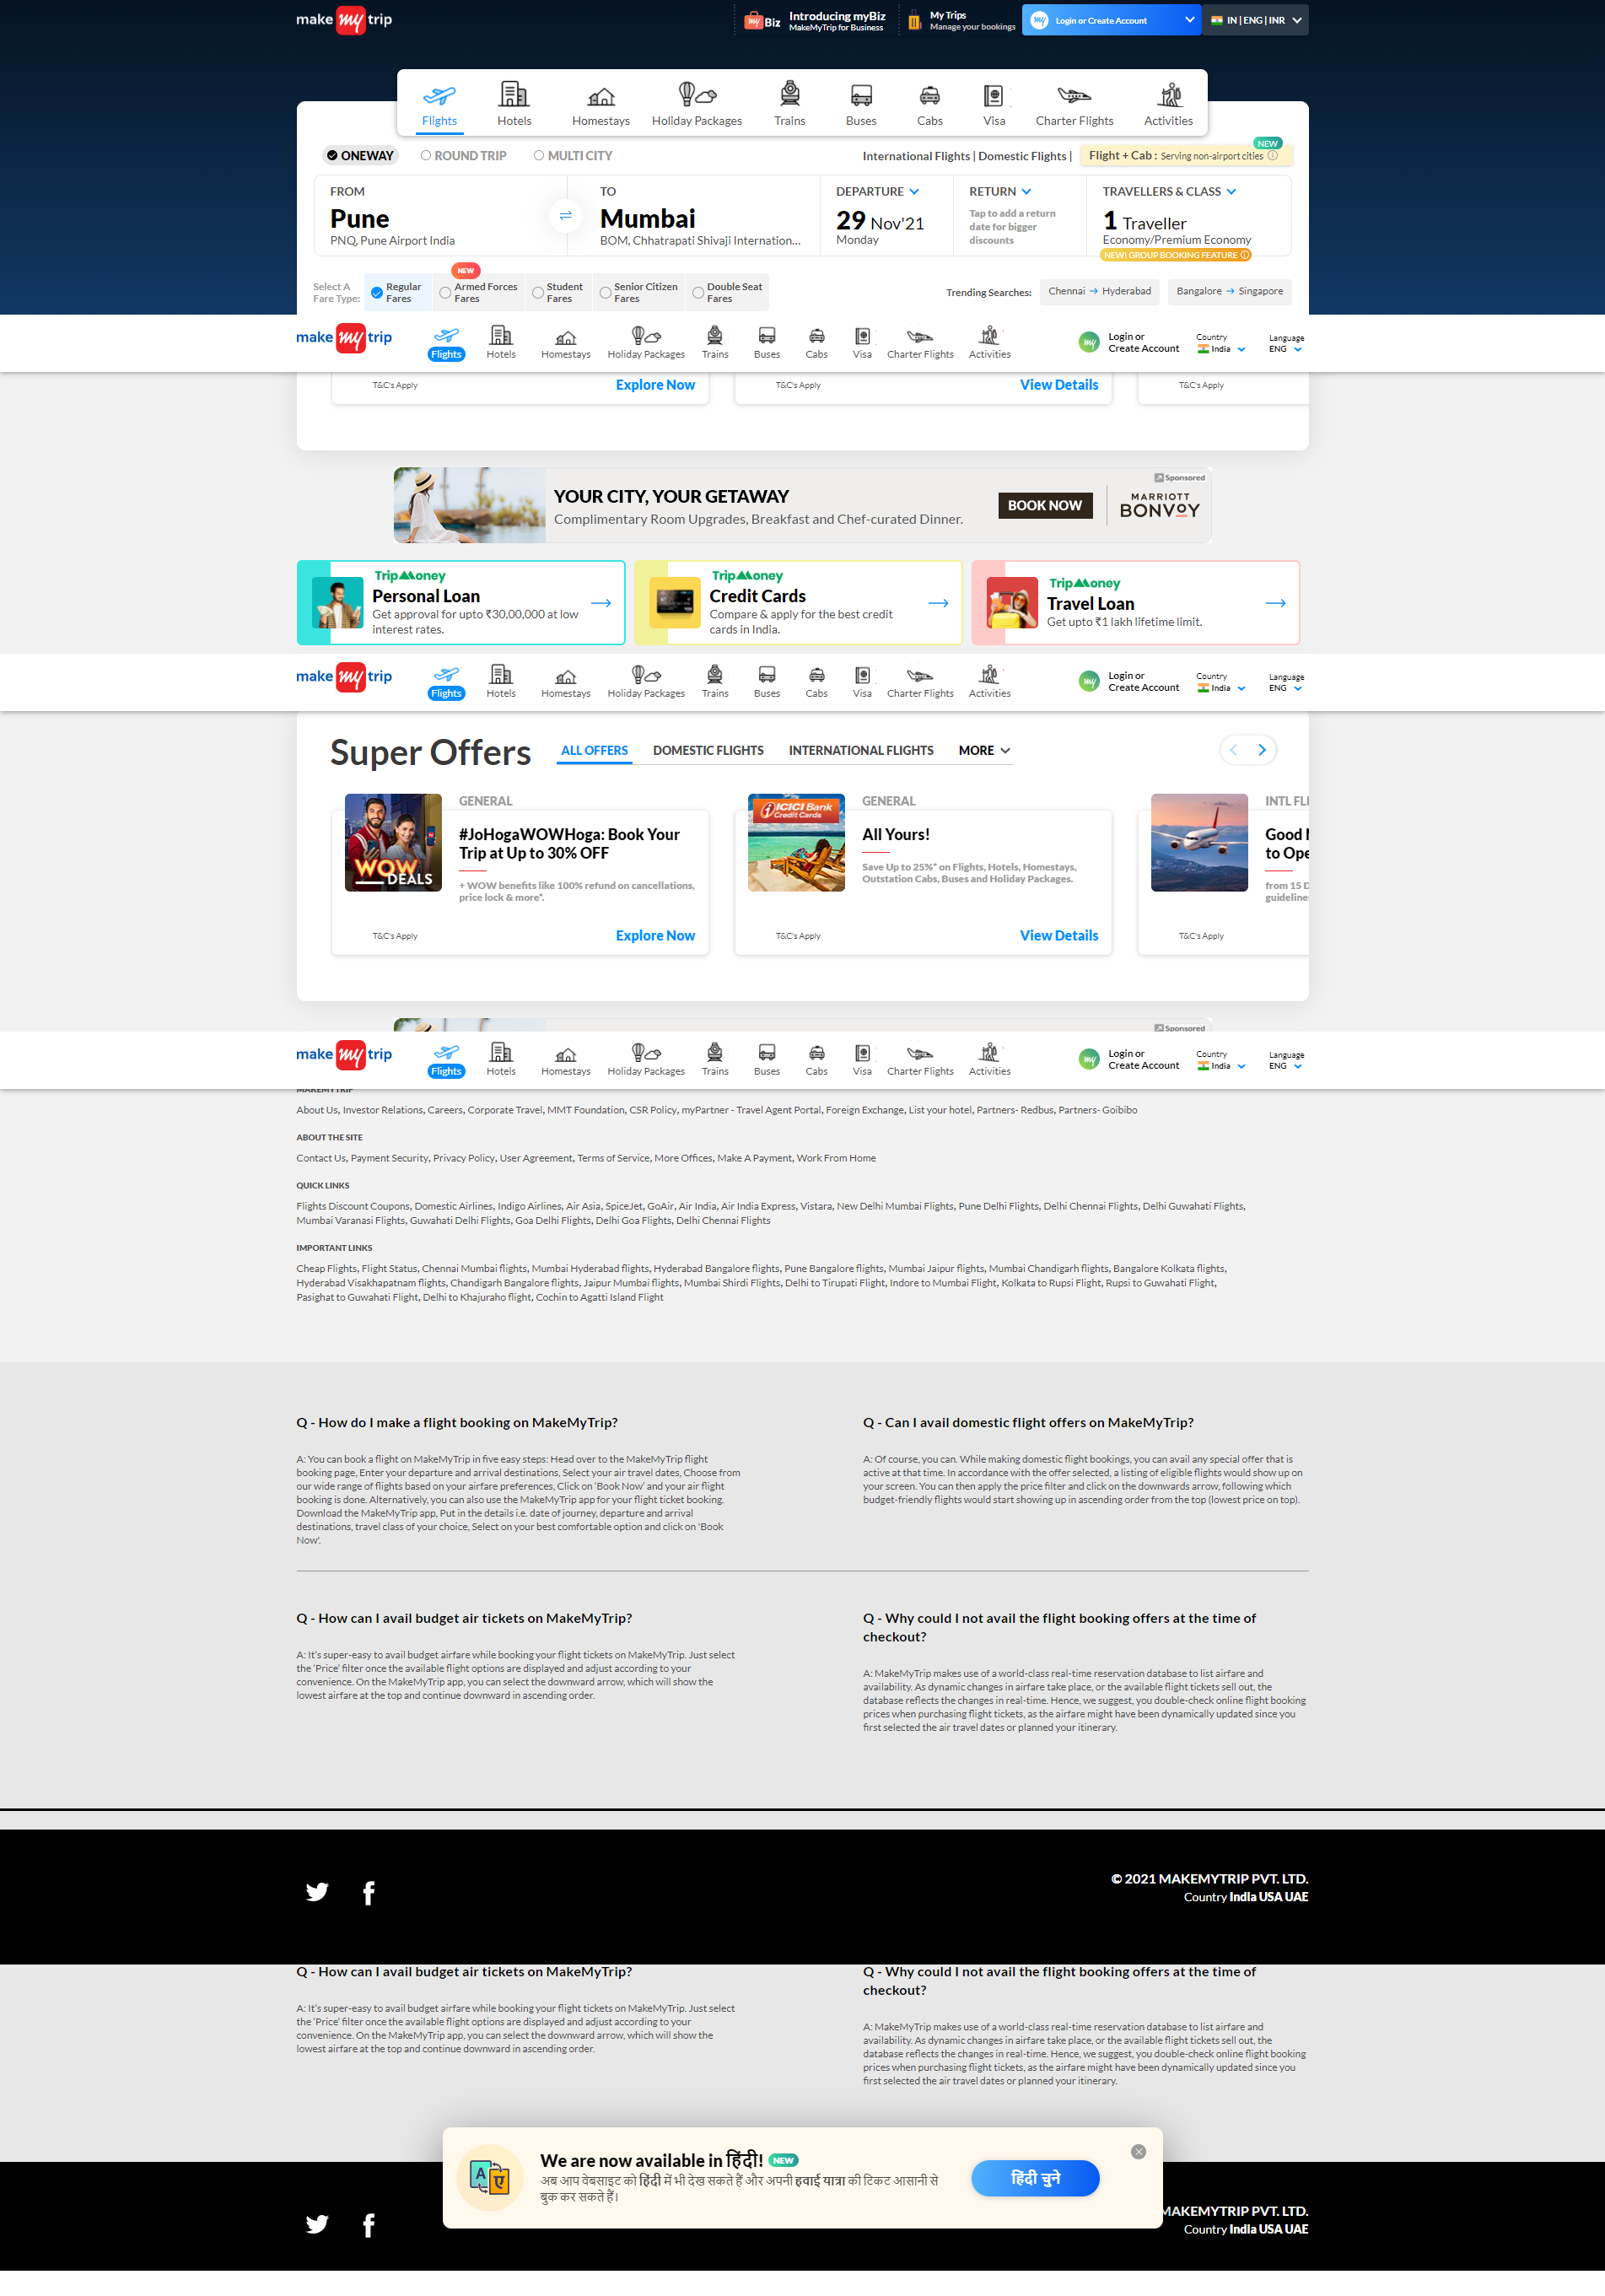 make my trip
my Biz
Introducing myBiz
MakeMyTrip for Business
My Trips
Manage your bookings
my Login or Create Account
IN | ENG | INR
Flights
Hotels
Homestays
Holiday Packages
Trains
Buses
Cabs
Visa
Charter Flights
Activities
ONEWAY
ROUND TRIP
MULTI CITY
International Flights | Domestic Flights |
NEW
Flight + Cab : Serving non-airport cities
FROM
Pune
PNQ, Pune Airport India
TO
Mumbai
BOM, Chhatrapati Shivaji Internation...
DEPARTURE
29 Nov'21
Monday
RETURN
Tap to add a return
date for bigger
discounts
TRAVELLERS & CLASS
1 Traveller
Economy/Premium Economy
NEW! GROUP BOOKING FEATURE
Select A
Fare Type:
Regular
Fares
NEW
Armed Forces
Fares
Student
Fares
Senior Citizen
Fares
Double Seat
Fares
Trending Searches:
Chennai → Hyderabad
Bangalore → Singapore
make my trip
Flights
Hotels
Homestays
Holiday Packages
Trains
Buses
Cabs
Visa
Charter Flights
Activities
my
Login or
Create Account
Country
India
Language
ENG
T&C's Apply
Explore Now
T&C's Apply
View Details
T&C's Apply
Sponsored
YOUR CITY, YOUR GETAWAY
Complimentary Room Upgrades, Breakfast and Chef-curated Dinner.
BOOK NOW
MARRIOTT
BONVOY
TripMoney
Personal Loan
Get approval for upto ₹30,00,000 at low
interest rates.
TripMoney
Credit Cards
Compare & apply for the best credit
cards in India.
TripMoney
Travel Loan
Get upto ₹1 lakh lifetime limit.
make my trip
Flights
Hotels
Homestays
Holiday Packages
Trains
Buses
Cabs
Visa
Charter Flights
Activities
my
Login or
Create Account
Country
India
Language
ENG
Super Offers
ALL OFFERS
DOMESTIC FLIGHTS
INTERNATIONAL FLIGHTS
MORE
WOW
DEALS
GENERAL
#JoHogaWOWHoga: Book Your
Trip at Up to 30% OFF
+ WOW benefits like 100% refund on cancellations,
price lock & more*.
T&C's Apply
Explore Now
ICICI Bank
Credit Cards
GENERAL
All Yours!
Save Up to 25%* on Flights, Hotels, Homestays,
Outstation Cabs, Buses and Holiday Packages.
T&C's Apply
View Details
INTL FL
Good
to Ope
from 15 D
guideline
T&C's Apply
Sponsored
make my trip
Flights
Hotels
Homestays
Holiday Packages
Trains
Buses
Cabs
Visa
Charter Flights
Activities
my
Login or
Create Account
Country
India
Language
ENG
MAKEMYTRIP
About Us, Investor Relations, Careers, Corporate Travel, MMT Foundation, CSR Policy, myPartner - Travel Agent Portal, Foreign Exchange, List your hotel, Partners- Redbus, Partners- Goibibo
ABOUT THE SITE
Contact Us, Payment Security, Privacy Policy, User Agreement, Terms of Service, More Offices, Make A Payment, Work From Home
QUICK LINKS
Flights Discount Coupons, Domestic Airlines, Indigo Airlines, Air Asia, SpiceJet, GoAir, Air India, Air India Express, Vistara, New Delhi Mumbai Flights, Pune Delhi Flights, Delhi Chennai Flights, Delhi Guwahati Flights,
Mumbai Varanasi Flights, Guwahati Delhi Flights, Goa Delhi Flights, Delhi Goa Flights, Delhi Chennai Flights
IMPORTANT LINKS
Cheap Flights, Flight Status, Chennai Mumbai flights, Mumbai Hyderabad flights, Hyderabad Bangalore flights, Pune Bangalore flights, Mumbai Jaipur flights, Mumbai Chandigarh flights, Bangalore Kolkata flights,
Hyderabad Visakhapatnam flights, Chandigarh Bangalore flights, Jaipur Mumbai flights, Mumbai Shirdi Flights, Delhi to Tirupati Flight, Indore to Mumbai Flight, Kolkata to Rupsi Flight, Rupsi to Guwahati Flight,
Pasighat to Guwahati Flight, Delhi to Khajuraho flight, Cochin to Agatti Island Flight
Q - How do I make a flight booking on MakeMyTrip?
A: You can book a flight on MakeMyTrip in five easy steps: Head over to the MakeMyTrip flight
booking page, Enter your departure and arrival destinations, Select your air travel dates, Choose from
our wide range of flights based on your airfare preferences, Click on 'Book Now' and your air flight
booking is done. Alternatively, you can also use the MakeMyTrip app for your flight ticket booking.
Download the MakeMyTrip app, Put in the details i.e. date of journey, departure and arrival
destinations, travel class of your choice, Select on your best comfortable option and click on 'Book
Now'.
Q - Can I avail domestic flight offers on MakeMyTrip?
A: Of course, you can. While making domestic flight bookings, you can avail any special offer that is
active at that time. In accordance with the offer selected, a listing of eligible flights would show up on
your screen. You can then apply the price filter and click on the downwards arrow, following which
budget-friendly flights would start showing up in ascending order from the top (lowest price on top).
Q - How can I avail budget air tickets on MakeMyTrip?
A: It's super-easy to avail budget airfare while booking your flight tickets on MakeMyTrip. Just select
the 'Price' filter once the available flight options are displayed and adjust according to your
convenience. On the MakeMyTrip app, you can select the downward arrow, which will show the
lowest airfare at the top and continue downward in ascending order.
Q - Why could I not avail the flight booking offers at the time of
checkout?
A: MakeMyTrip makes use of a world-class real-time reservation database to list airfare and
availability. As dynamic changes in airfare take place, or the available flight tickets sell out, the
database reflects the changes in real-time. Hence, we suggest, you double-check online flight booking
prices when purchasing flight tickets, as the airfare might have been dynamically updated since you
first selected the air travel dates or planned your itinerary.
© 2021 MAKEMYTRIP PVT. LTD.
Country India USA UAE
Q - How can I avail budget air tickets on MakeMyTrip?
A: It's super-easy to avail budget airfare while booking your flight tickets on MakeMyTrip. Just select
the 'Price' filter once the available flight options are displayed and adjust according to your
convenience. On the MakeMyTrip app, you can select the downward arrow, which will show the
lowest airfare at the top and continue downward in ascending order.
Q - Why could I not avail the flight booking offers at the time of
checkout?
A: MakeMyTrip makes use of a world-class real-time reservation database to list airfare and
availability. As dynamic changes in airfare take place, or the available flight tickets sell out, the
database reflects the changes in real-time. Hence, we suggest, you double-check online flight booking
prices when purchasing flight tickets, as the airfare might have been dynamically updated since you
first selected the air travel dates or planned your itinerary.
A ए
We are now available in हिंदी! NEW
अब आप वेबसाइट को हिंदी में भी देख सकते हैं और अपनी हवाई यात्रा की टिकट आसानी से
बुक कर सकते हैं।
हिंदी चुने
MAKEMYTRIP PVT. LTD.
Country India USA UAE